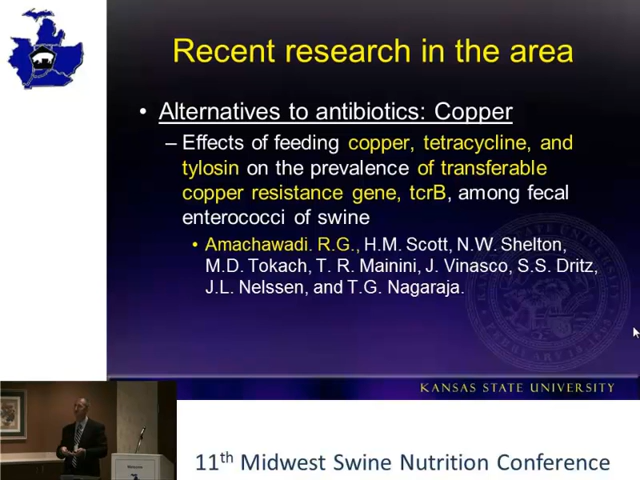 Recent research in the area
• Alternatives to antibiotics: Copper
– Effects of feeding copper, tetracycline, and
tylosin on the prevalence of transferable
copper resistance gene, tcrB, among fecal
enterococci of swine
• Amachawadi. R.G., H.M. Scott, N.W. Shelton,
M.D. Tokach, T. R. Mainini, J. Vinasco, S.S. Dritz,
J.L. Nelssen, and T.G. Nagaraja.
KANSAS STATE UNIVERSITY
11th Midwest Swine Nutrition Conference